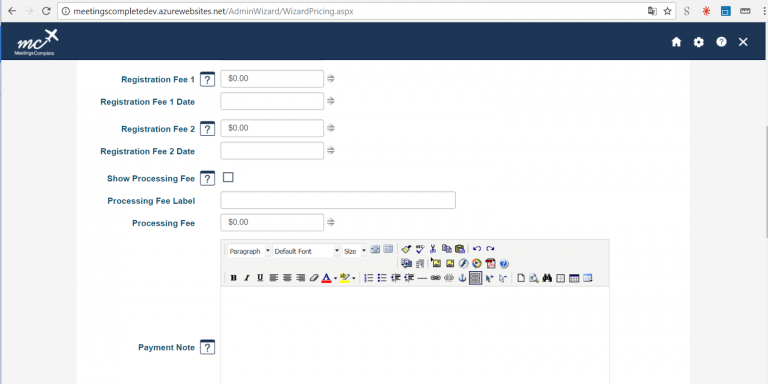 meetingscompletedev.azurewebsites.net/AdminWizard/WizardPricing.aspx
mc
MeetingsComplete
Registration Fee 1 ? $0.00
Registration Fee 1 Date
Registration Fee 2 ? $0.00
Registration Fee 2 Date
Show Processing Fee ?
Processing Fee Label
Processing Fee $0.00
Paragraph Default Font Size
B I U A
Payment Note ?